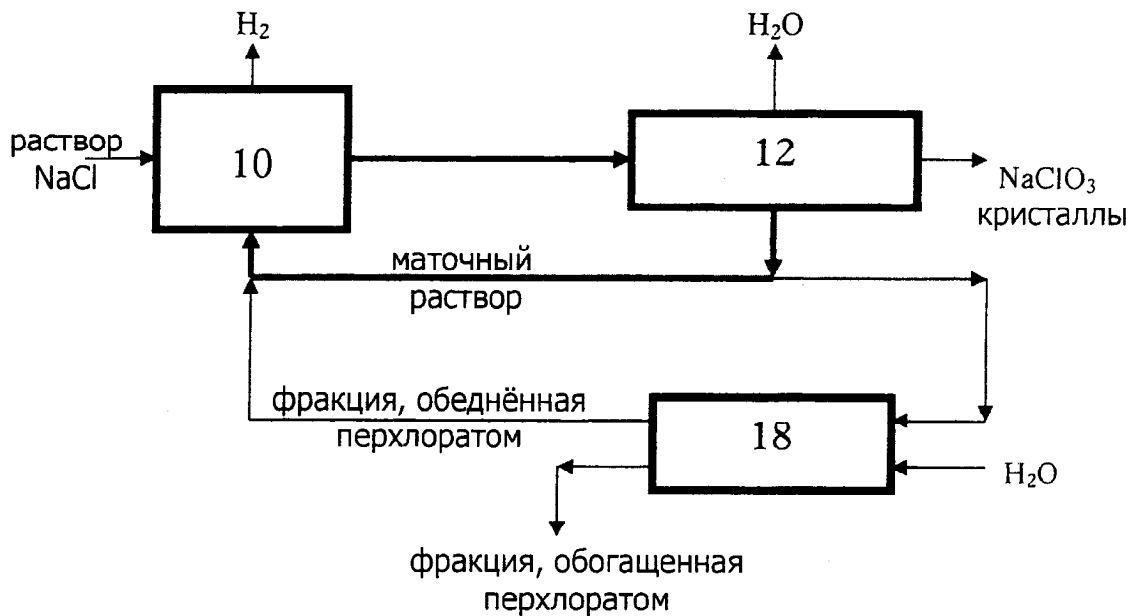 H₂
H₂O
раствор
NaCl
10
12
NaClO₃
кристаллы
маточный
раствор
фракция, обеднённая
перхлоратом
18
H₂O
фракция, обогащенная
перхлоратом